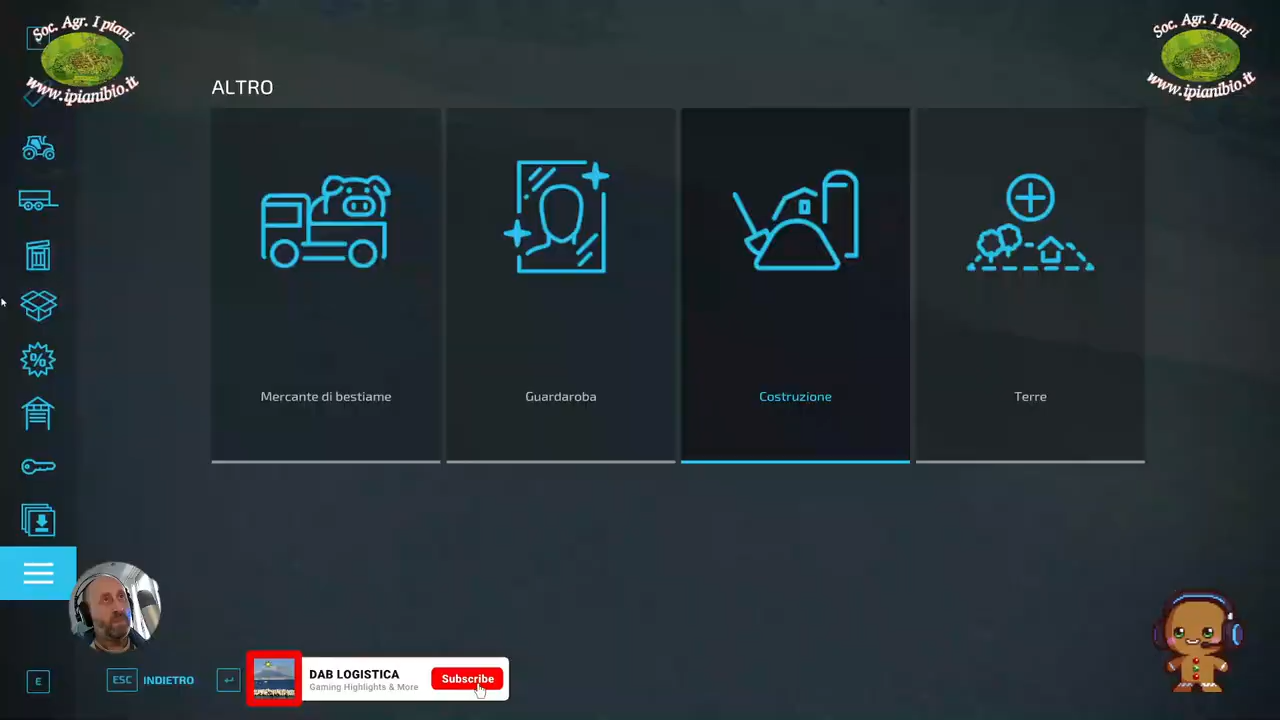 Soc. Agr. I piani
www.ipianibio.it
Soc. Agr. I piani
www.ipianibio.it
ALTRO
%
Mercante di bestiame
Guardaroba
Costruzione
Terre
E
ESC INDIETRO
DAB LOGISTICA
Gaming Highlights & More
Subscribe